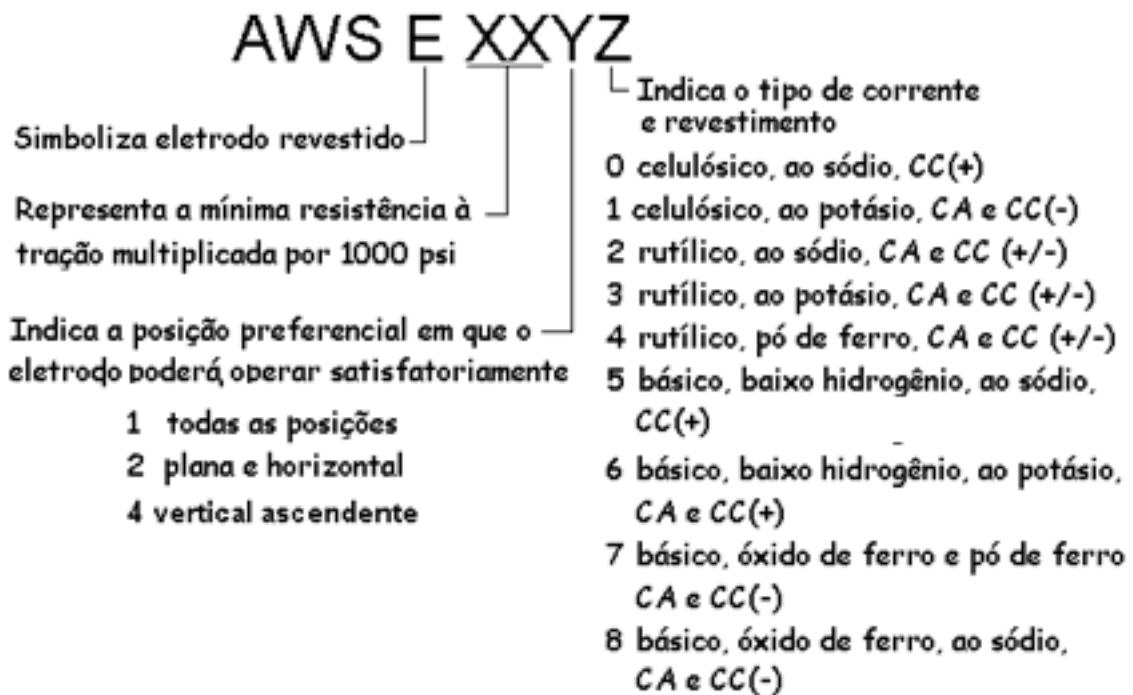 AWS E XXYZ
Simboliza eletrodo revestido
Representa a mínima resistência à
tração multiplicada por 1000 psi
Indica a posição preferencial em que o
eletrodo poderá operar satisfatoriamente
1 todas as posições
2 plana e horizontal
4 vertical ascendente
Indica o tipo de corrente
e revestimento
0 celulósico, ao sódio, CC(+)
1 celulósico, ao potásio, CA e CC(-)
2 rutílico, ao sódio, CA e CC (+/-)
3 rutílico, ao potásio, CA e CC (+/-)
4 rutílico, pó de ferro, CA e CC (+/-)
5 básico, baixo hidrogênio, ao sódio,
CC(+)
6 básico, baixo hidrogênio, ao potásio,
CA e CC(+)
7 básico, óxido de ferro e pó de ferro
CA e CC(-)
8 básico, óxido de ferro, ao sódio,
CA e CC(-)